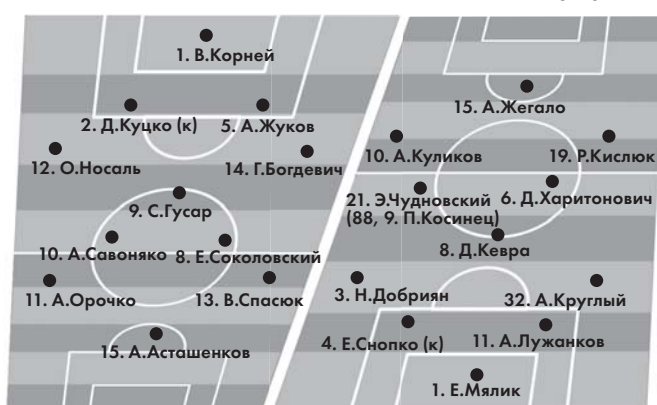 1. В.Корней
2. Д.Куцко (к)
5. А.Жуков
12. О.Носаль
14. Г.Богдевич
9. С.Гусар
10. А.Савоняко
8. Е.Соколовский
11. А.Орочко
13. В.Спасюк
15. А.Асташенков
15. А.Жегало
10. А.Куликов
19. Р.Кислюк
21. Э.Чудновский
(88, 9. П.Косинец)
6. Д.Харитонович
8. Д.Кевра
3. Н.Добриян
32. А.Круглый
4. Е.Снопко (к)
11. А.Лужанков
1. Е.Мялик